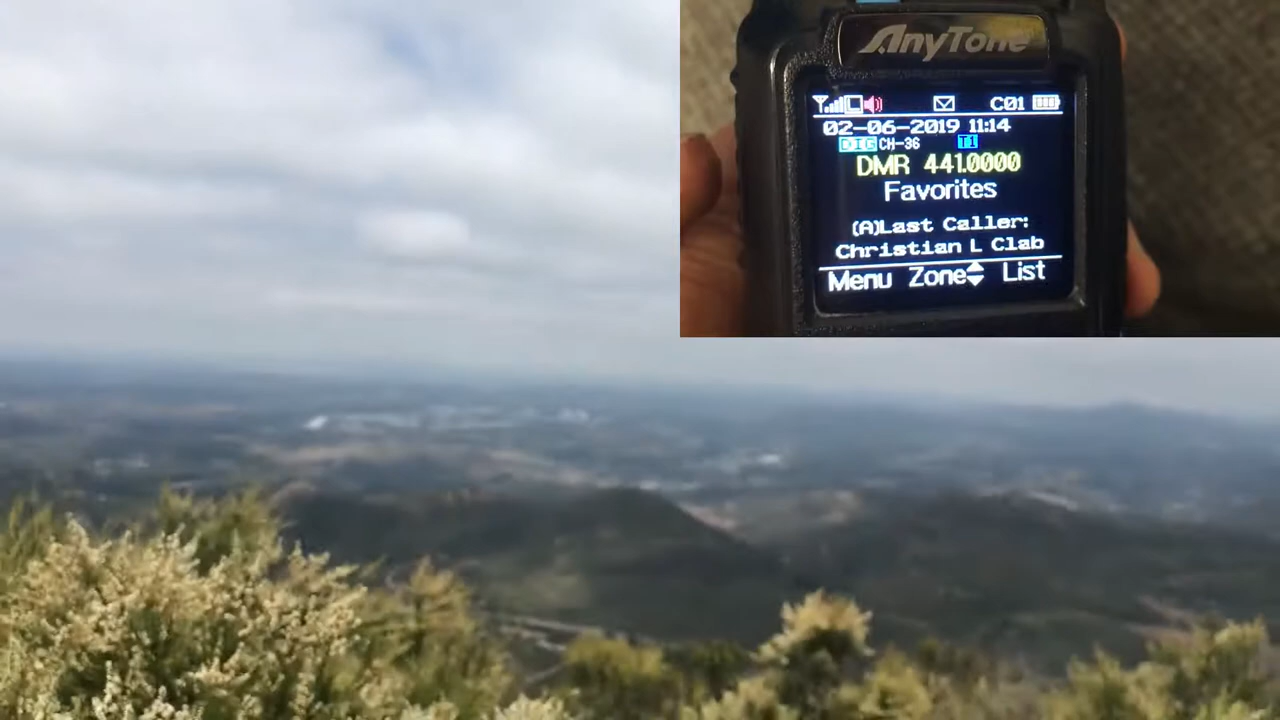 AnyTone
C01
02-06-2019 11:14
DIG CH-36 T1
DMR 441.0000
Favorites
(A)Last Caller:
Christian L Clab
Menu Zone List